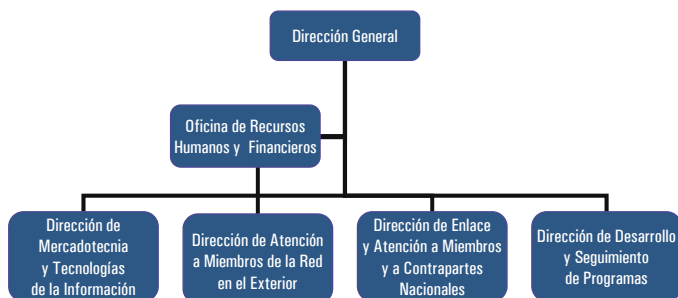 Dirección General
Oficina de Recursos
Humanos y Financieros
Dirección de
Mercadotecnia
y Tecnologías
de la Información
Dirección de Atención
a Miembros de la Red
en el Exterior
Dirección de Enlace
y Atención a Miembros
y a Contrapartes
Nacionales
Dirección de Desarrollo
y Seguimiento
de Programas